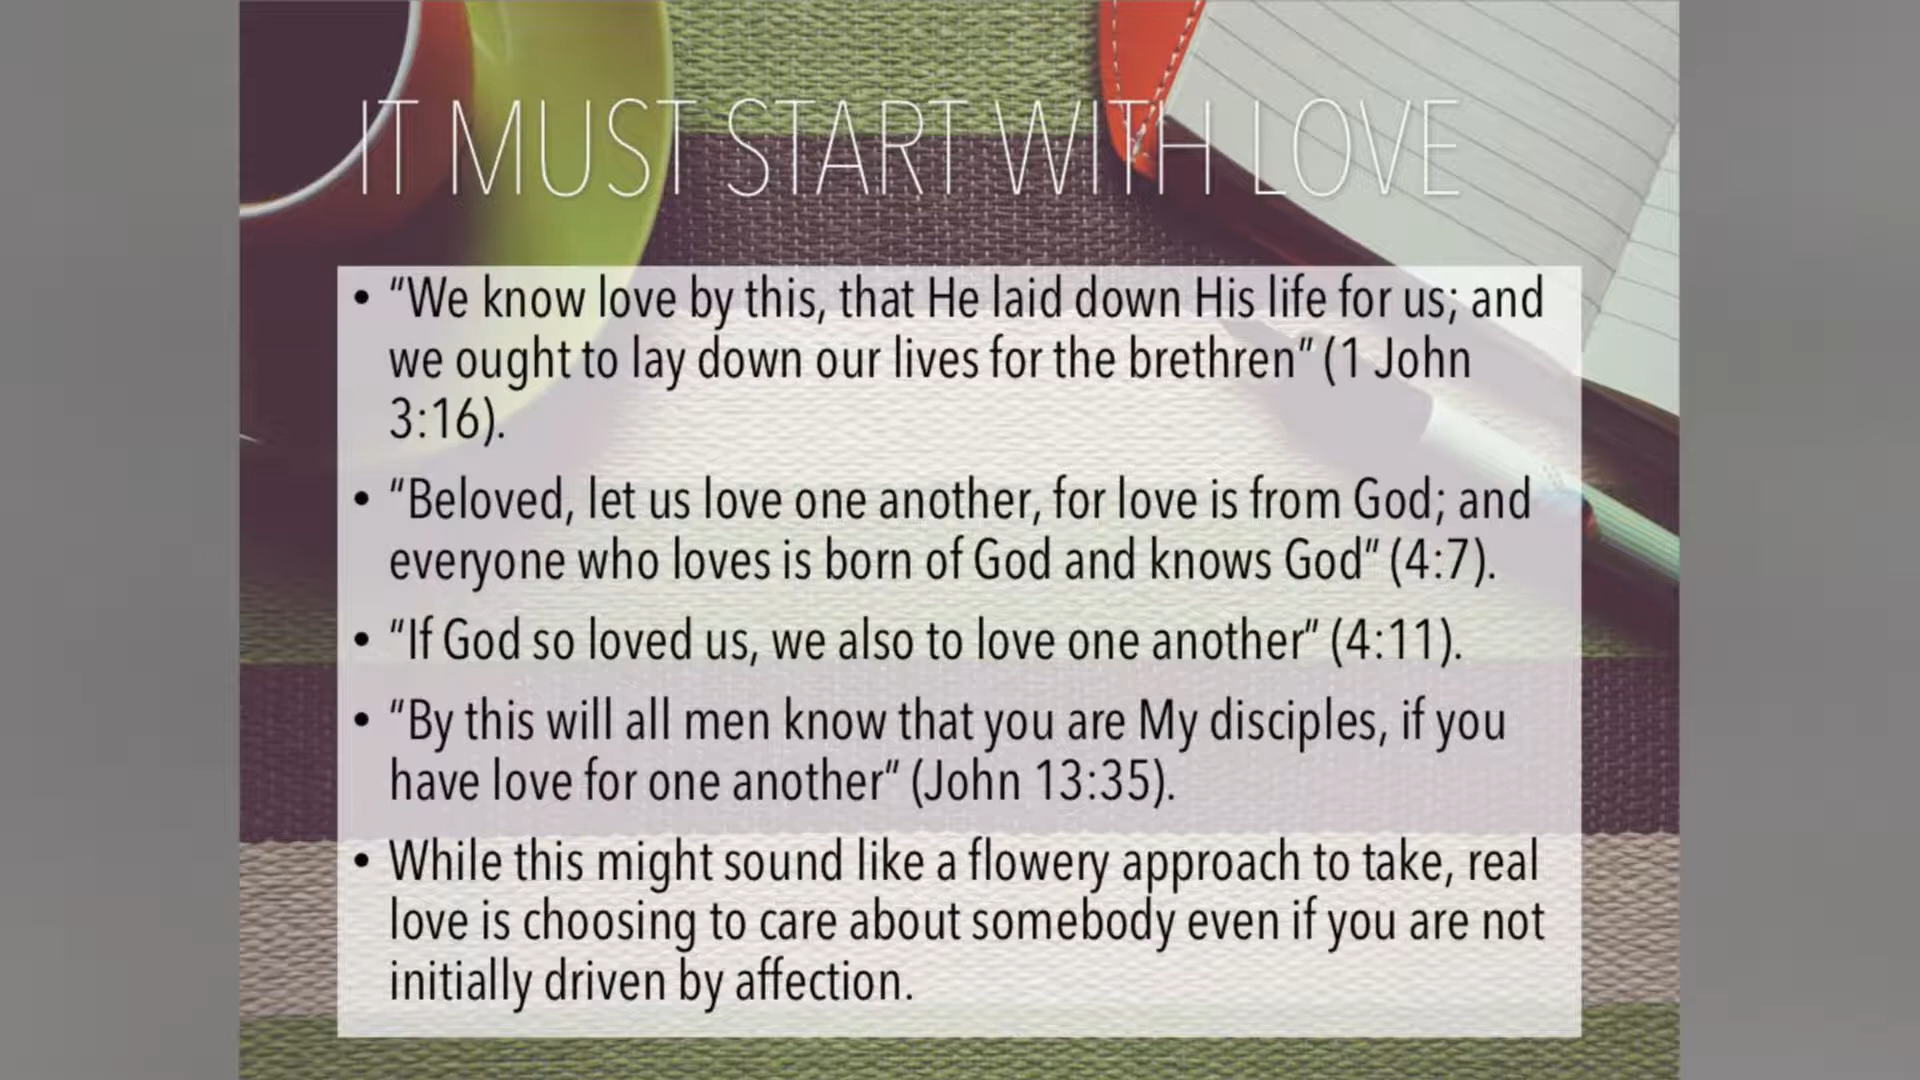 IT MUST START WITH LOVE
• “We know love by this, that He laid down His life for us; and
we ought to lay down our lives for the brethren” (1 John
3:16).
• “Beloved, let us love one another, for love is from God; and
everyone who loves is born of God and knows God” (4:7).
• “If God so loved us, we also to love one another” (4:11).
• “By this will all men know that you are My disciples, if you
have love for one another” (John 13:35).
• While this might sound like a flowery approach to take, real
love is choosing to care about somebody even if you are not
initially driven by affection.